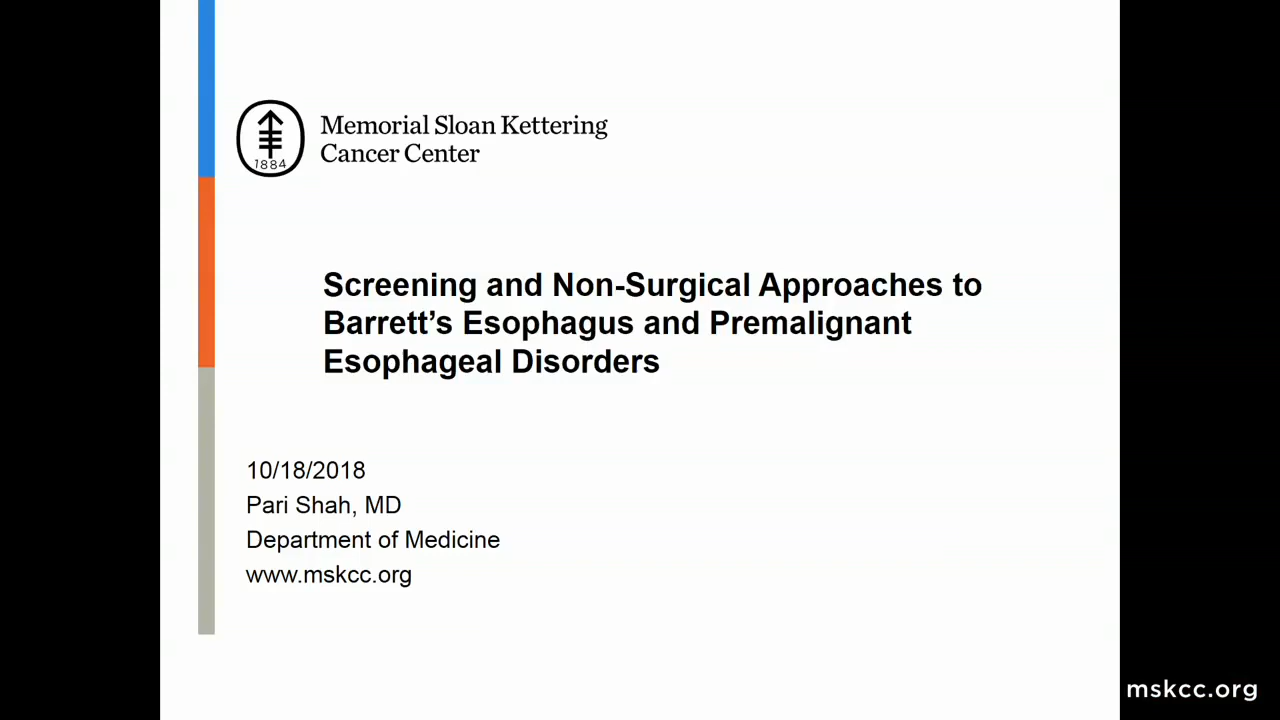 1884
Memorial Sloan Kettering
Cancer Center
Screening and Non-Surgical Approaches to
Barrett’s Esophagus and Premalignant
Esophageal Disorders
10/18/2018
Pari Shah, MD
Department of Medicine
www.mskcc.org
mskcc.org